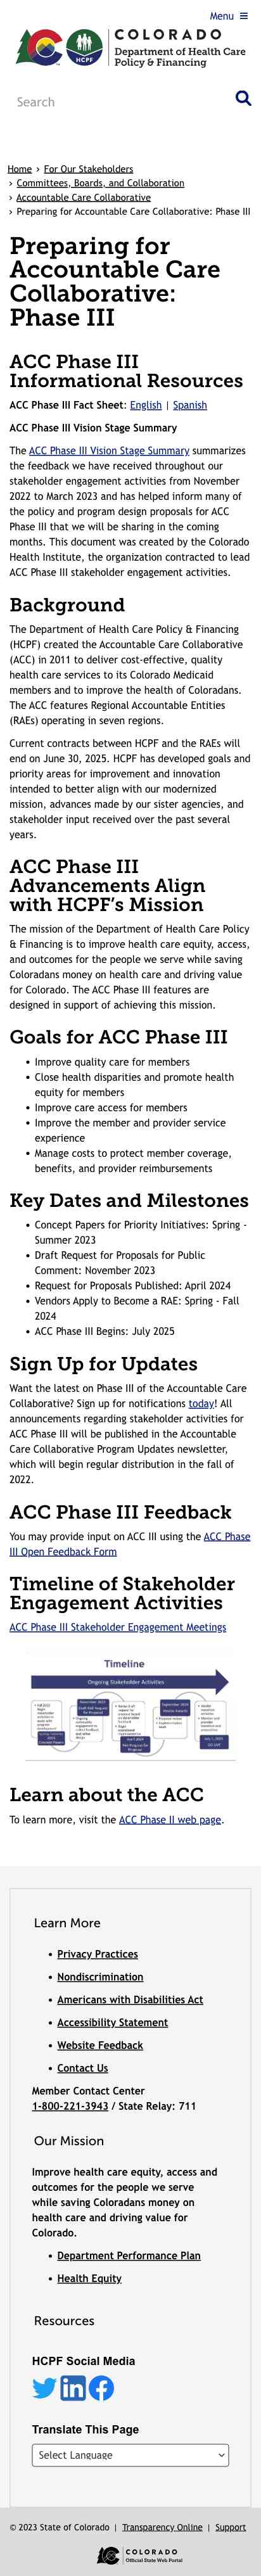 Menu
COLORADO
Department of Health Care
Policy & Financing
HCPF
Search
Home › For Our Stakeholders
› Committees, Boards, and Collaboration
› Accountable Care Collaborative
› Preparing for Accountable Care Collaborative: Phase III
Preparing for
Accountable Care
Collaborative:
Phase III
ACC Phase III
Informational Resources
ACC Phase III Fact Sheet: English | Spanish
ACC Phase III Vision Stage Summary
The ACC Phase III Vision Stage Summary summarizes
the feedback we have received throughout our
stakeholder engagement activities from November
2022 to March 2023 and has helped inform many of
the policy and program design proposals for ACC
Phase III that we will be sharing in the coming
months. This document was created by the Colorado
Health Institute, the organization contracted to lead
ACC Phase III stakeholder engagement activities.
Background
The Department of Health Care Policy & Financing
(HCPF) created the Accountable Care Collaborative
(ACC) in 2011 to deliver cost-effective, quality
health care services to its Colorado Medicaid
members and to improve the health of Coloradans.
The ACC features Regional Accountable Entities
(RAEs) operating in seven regions.
Current contracts between HCPF and the RAEs will
end on June 30, 2025. HCPF has developed goals and
priority areas for improvement and innovation
intended to better align with our modernized
mission, advances made by our sister agencies, and
stakeholder input received over the past several
years.
ACC Phase III
Advancements Align
with HCPF's Mission
The mission of the Department of Health Care Policy
& Financing is to improve health care equity, access,
and outcomes for the people we serve while saving
Coloradans money on health care and driving value
for Colorado. The ACC Phase III features are
designed in support of achieving this mission.
Goals for ACC Phase III
• Improve quality care for members
• Close health disparities and promote health
equity for members
• Improve care access for members
• Improve the member and provider service
experience
• Manage costs to protect member coverage,
benefits, and provider reimbursements
Key Dates and Milestones
• Concept Papers for Priority Initiatives: Spring -
Summer 2023
• Draft Request for Proposals for Public
Comment: November 2023
• Request for Proposals Published: April 2024
• Vendors Apply to Become a RAE: Spring - Fall
2024
• ACC Phase III Begins: July 2025
Sign Up for Updates
Want the latest on Phase III of the Accountable Care
Collaborative? Sign up for notifications today! All
announcements regarding stakeholder activities for
ACC Phase III will be published in the Accountable
Care Collaborative Program Updates newsletter,
which will begin regular distribution in the fall of
2022.
ACC Phase III Feedback
You may provide input on ACC III using the ACC Phase
III Open Feedback Form
Timeline of Stakeholder
Engagement Activities
ACC Phase III Stakeholder Engagement Meetings
Timeline
Ongoing Stakeholder Activities
Learn about the ACC
To learn more, visit the ACC Phase II web page.
Learn More
• Privacy Practices
• Nondiscrimination
• Americans with Disabilities Act
• Accessibility Statement
• Website Feedback
• Contact Us
Member Contact Center
1-800-221-3943 / State Relay: 711
Our Mission
Improve health care equity, access and
outcomes for the people we serve
while saving Coloradans money on
health care and driving value for
Colorado.
• Department Performance Plan
• Health Equity
Resources
HCPF Social Media
Translate This Page
Select Language
© 2023 State of Colorado | Transparency Online | Support
COLORADO
Official State Web Portal